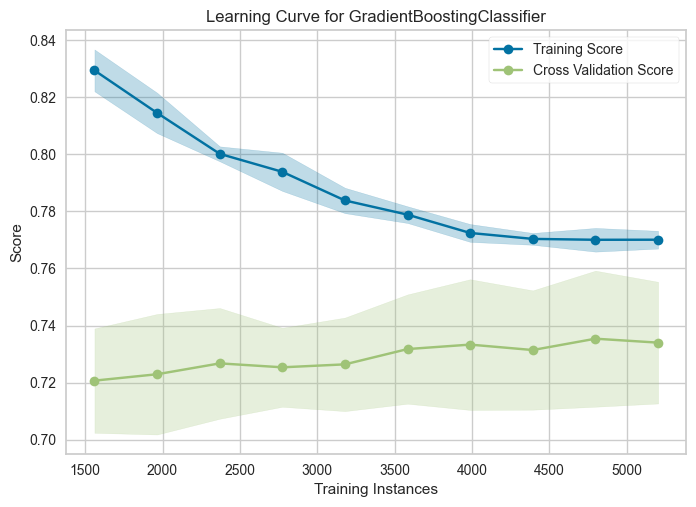 Learning Curve for GradientBoostingClassifier
Training Score
Cross Validation Score
Score
0.84
0.82
0.80
0.78
0.76
0.74
0.72
0.70
1500 2000 2500 3000 3500 4000 4500 5000
Training Instances